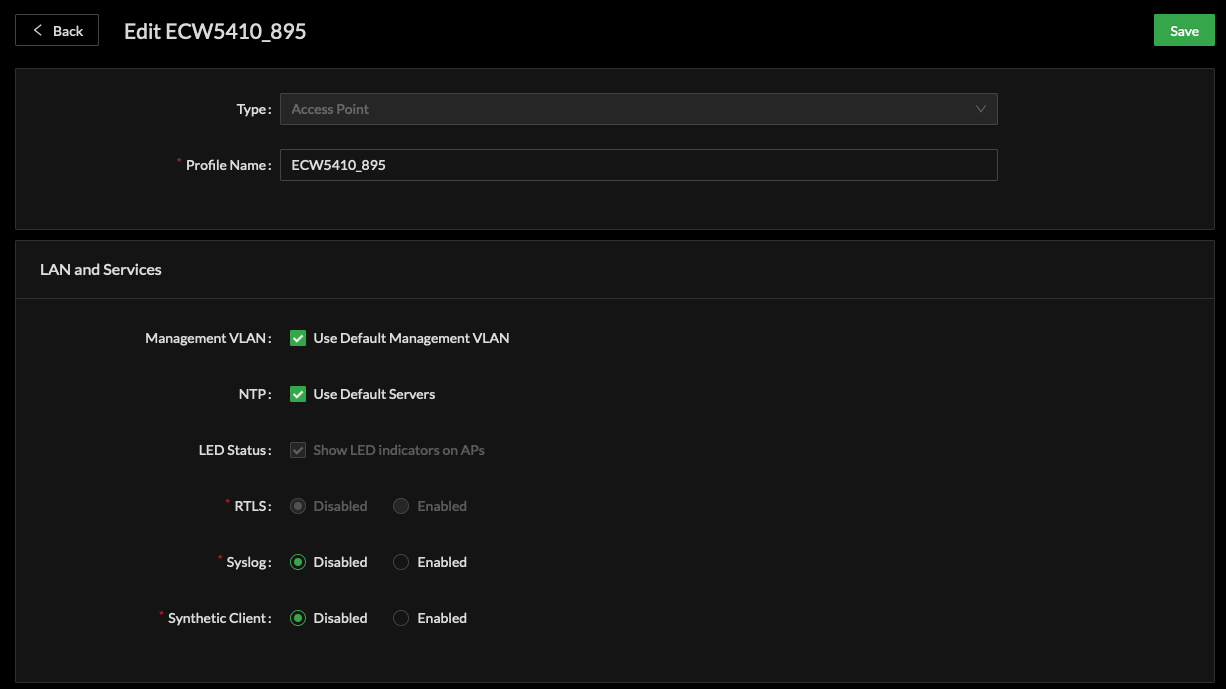 Back
Edit ECW5410_895
Save
Type:
Access Point
* Profile Name:
ECW5410_895
LAN and Services
Management VLAN:
Use Default Management VLAN
NTP:
Use Default Servers
LED Status:
Show LED indicators on APs
* RTLS:
Disabled
Enabled
* Syslog:
Disabled
Enabled
* Synthetic Client:
Disabled
Enabled